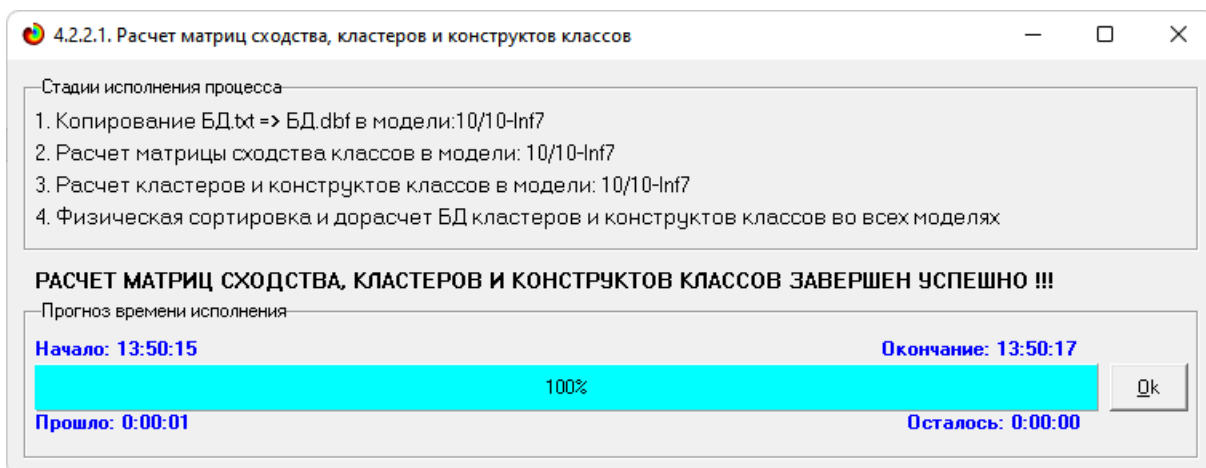 4.2.2.1. Расчет матриц сходства, кластеров и конструктов классов
Стадии исполнения процесса
1. Копирование БД.txt => БД.dbf в модели:10/10-Inf7
2. Расчет матрицы сходства классов в модели: 10/10-Inf7
3. Расчет кластеров и конструктов классов в модели: 10/10-Inf7
4. Физическая сортировка и дорасчет БД кластеров и конструктов классов во всех моделях
РАСЧЕТ МАТРИЦ СХОДСТВА, КЛАСТЕРОВ И КОНСТРУКТОВ КЛАССОВ ЗАВЕРШЕН УСПЕШНО !!!
Прогноз времени исполнения
Начало: 13:50:15 Окончание: 13:50:17
100% Ok
Прошло: 0:00:01 Осталось: 0:00:00